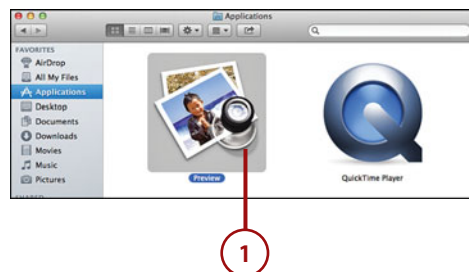 Applications
FAVORITES
AirDrop
All My Files
Applications
Desktop
Documents
Downloads
Movies
Music
Pictures
Preview
QuickTime Player
1